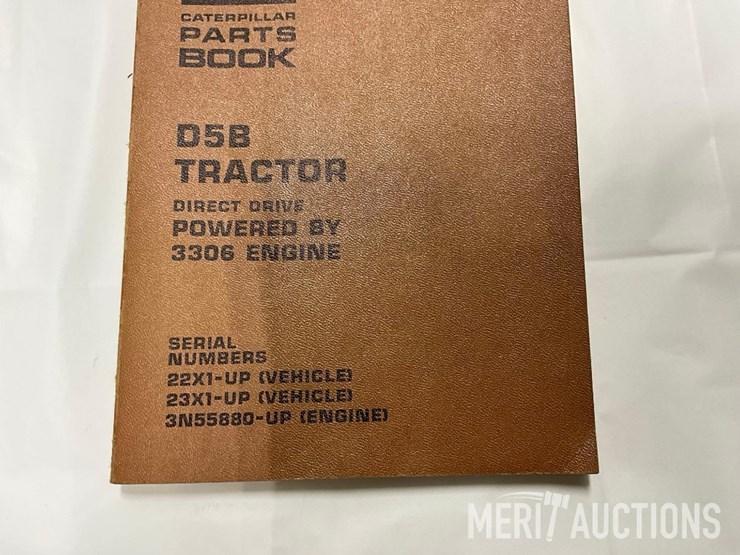 CATERPILLAR
PARTS
BOOK
D5B
TRACTOR
DIRECT DRIVE
POWERED BY
3306 ENGINE
SERIAL
NUMBERS
22X1-UP (VEHICLE)
23X1-UP (VEHICLE)
3N55880-UP (ENGINE)
MERIT AUCTIONS